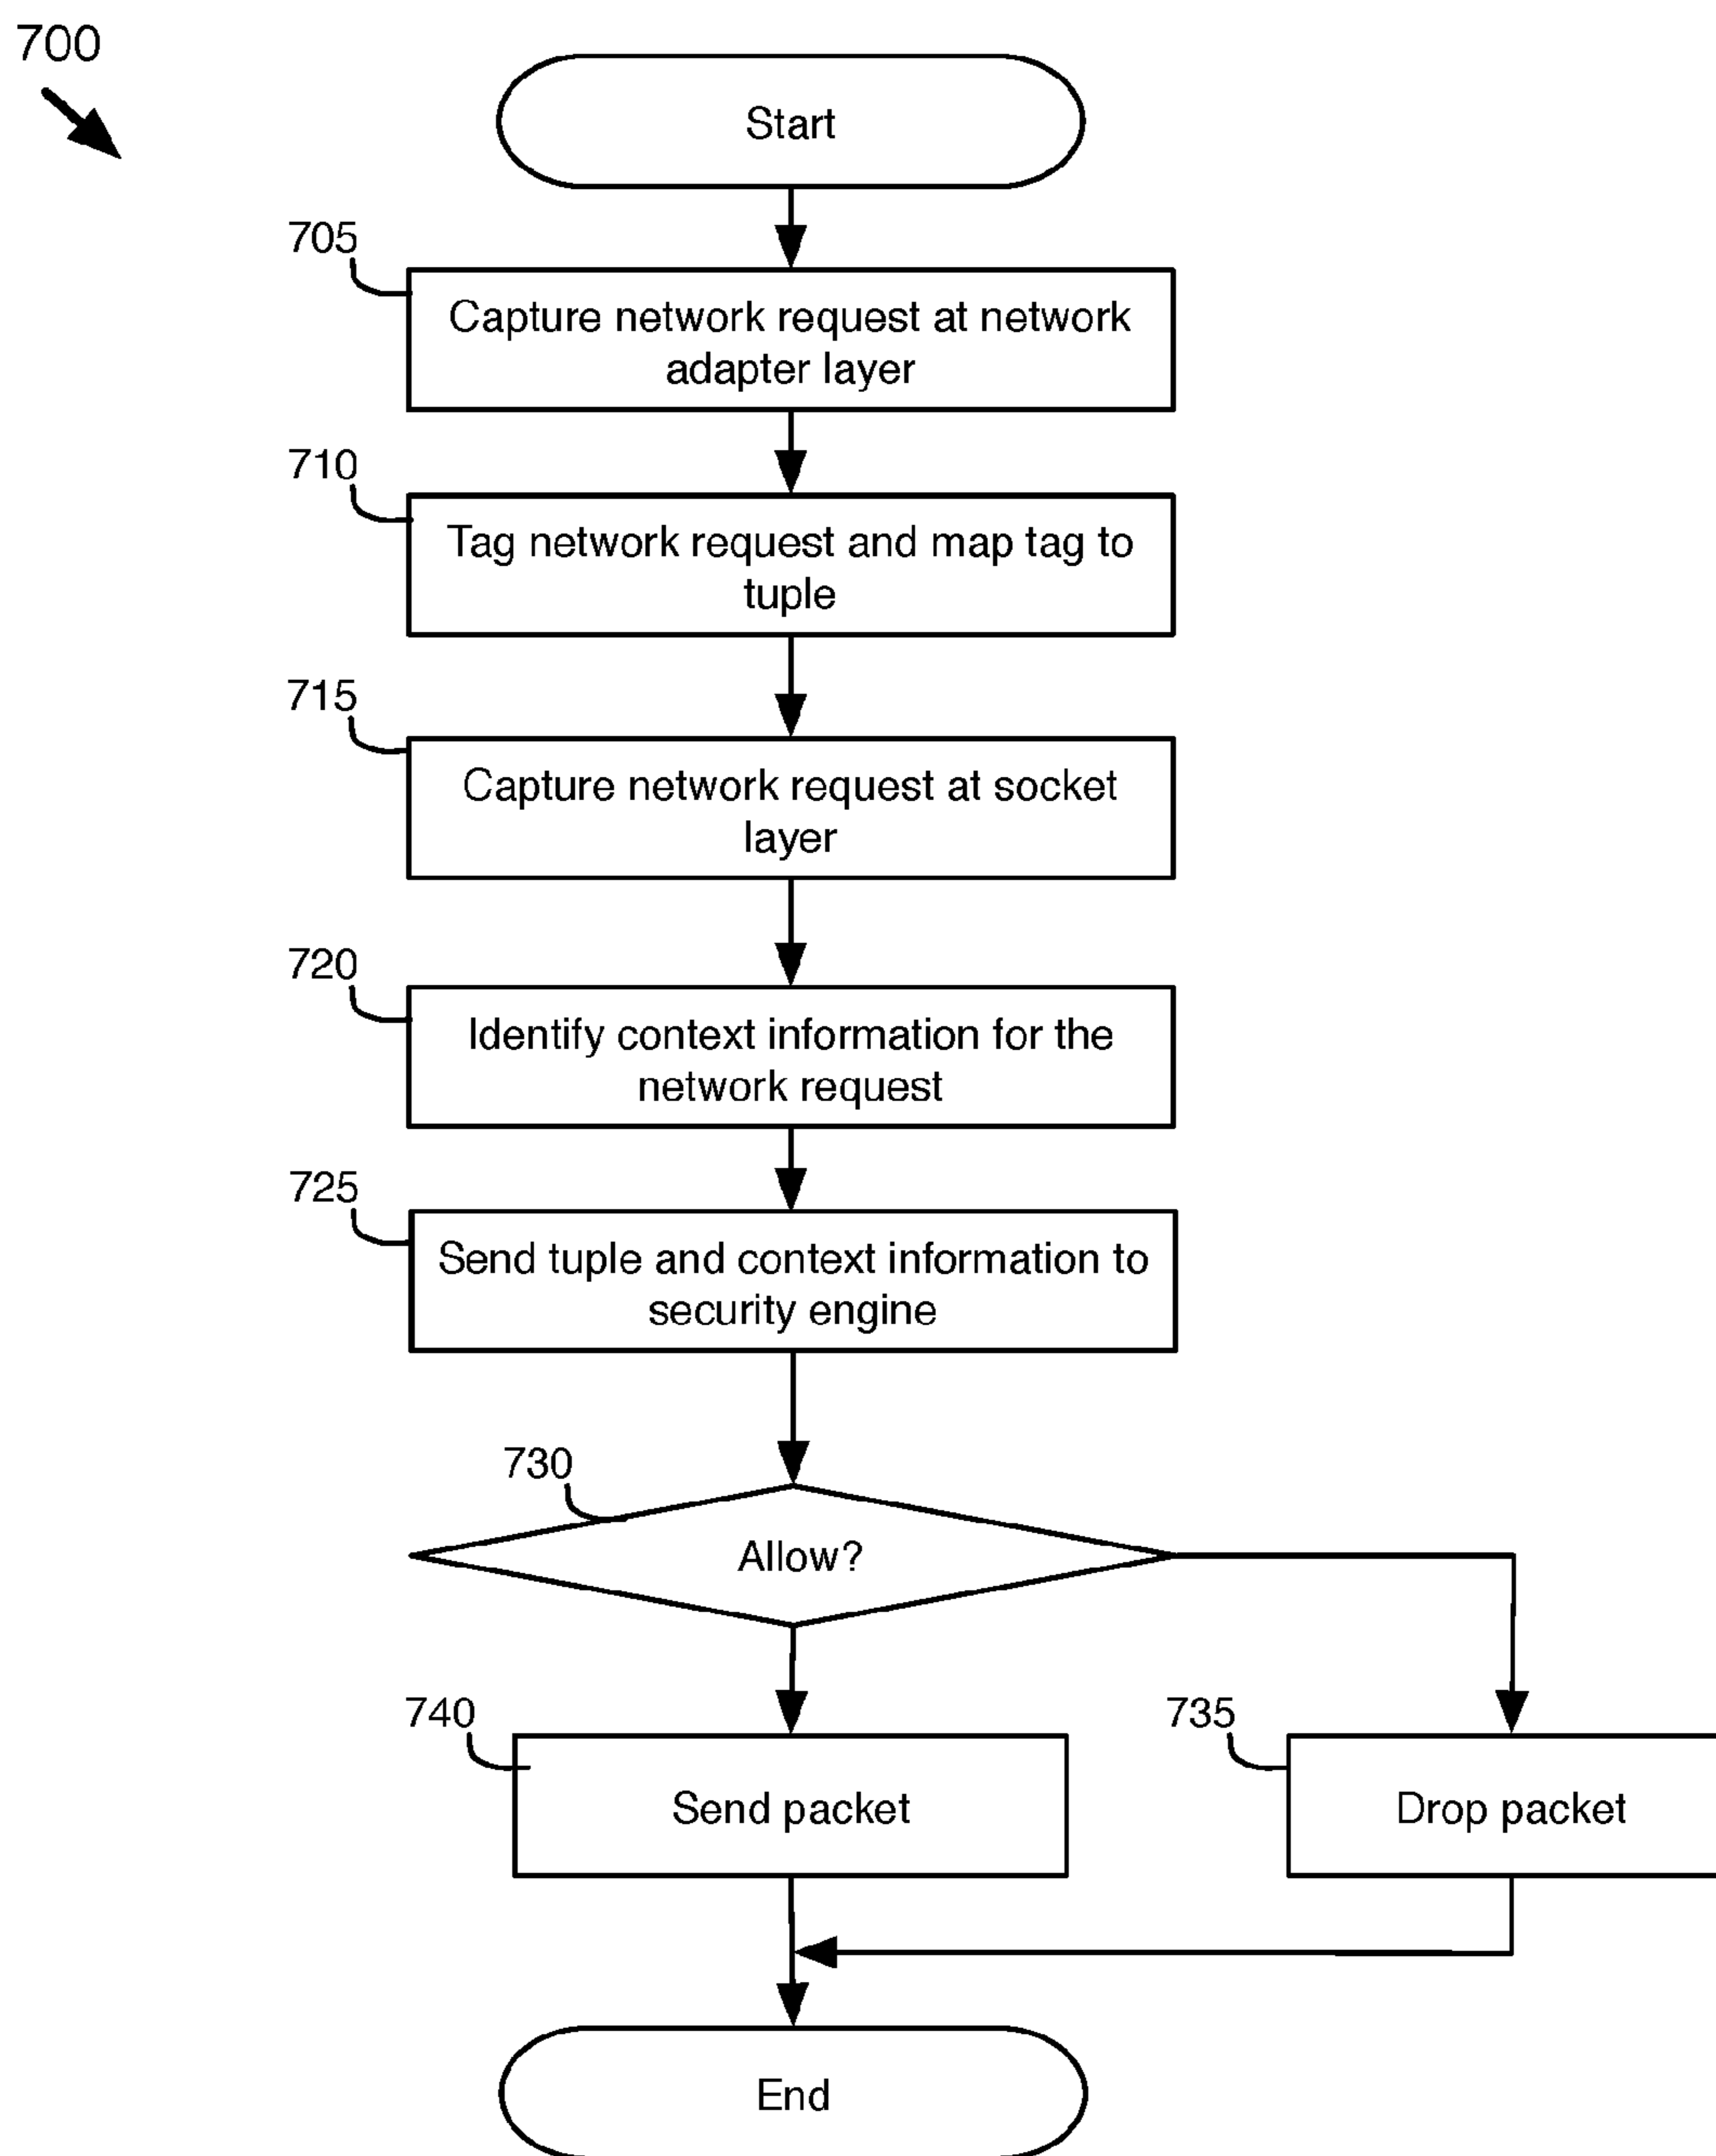 700
Start
705
Capture network request at network
adapter layer
710
Tag network request and map tag to
tuple
715
Capture network request at socket
layer
720
Identify context information for the
network request
725
Send tuple and context information to
security engine
730
Allow?
740
Send packet
735
Drop packet
End